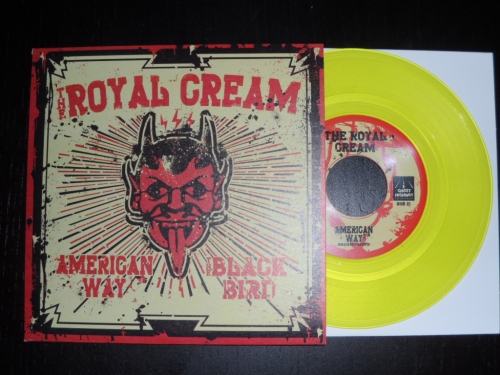 THE ROYAL CREAM
AMERICAN
WAY
BLACK
BIRD
THE ROYAL
CREAM
AMERICAN
WAY